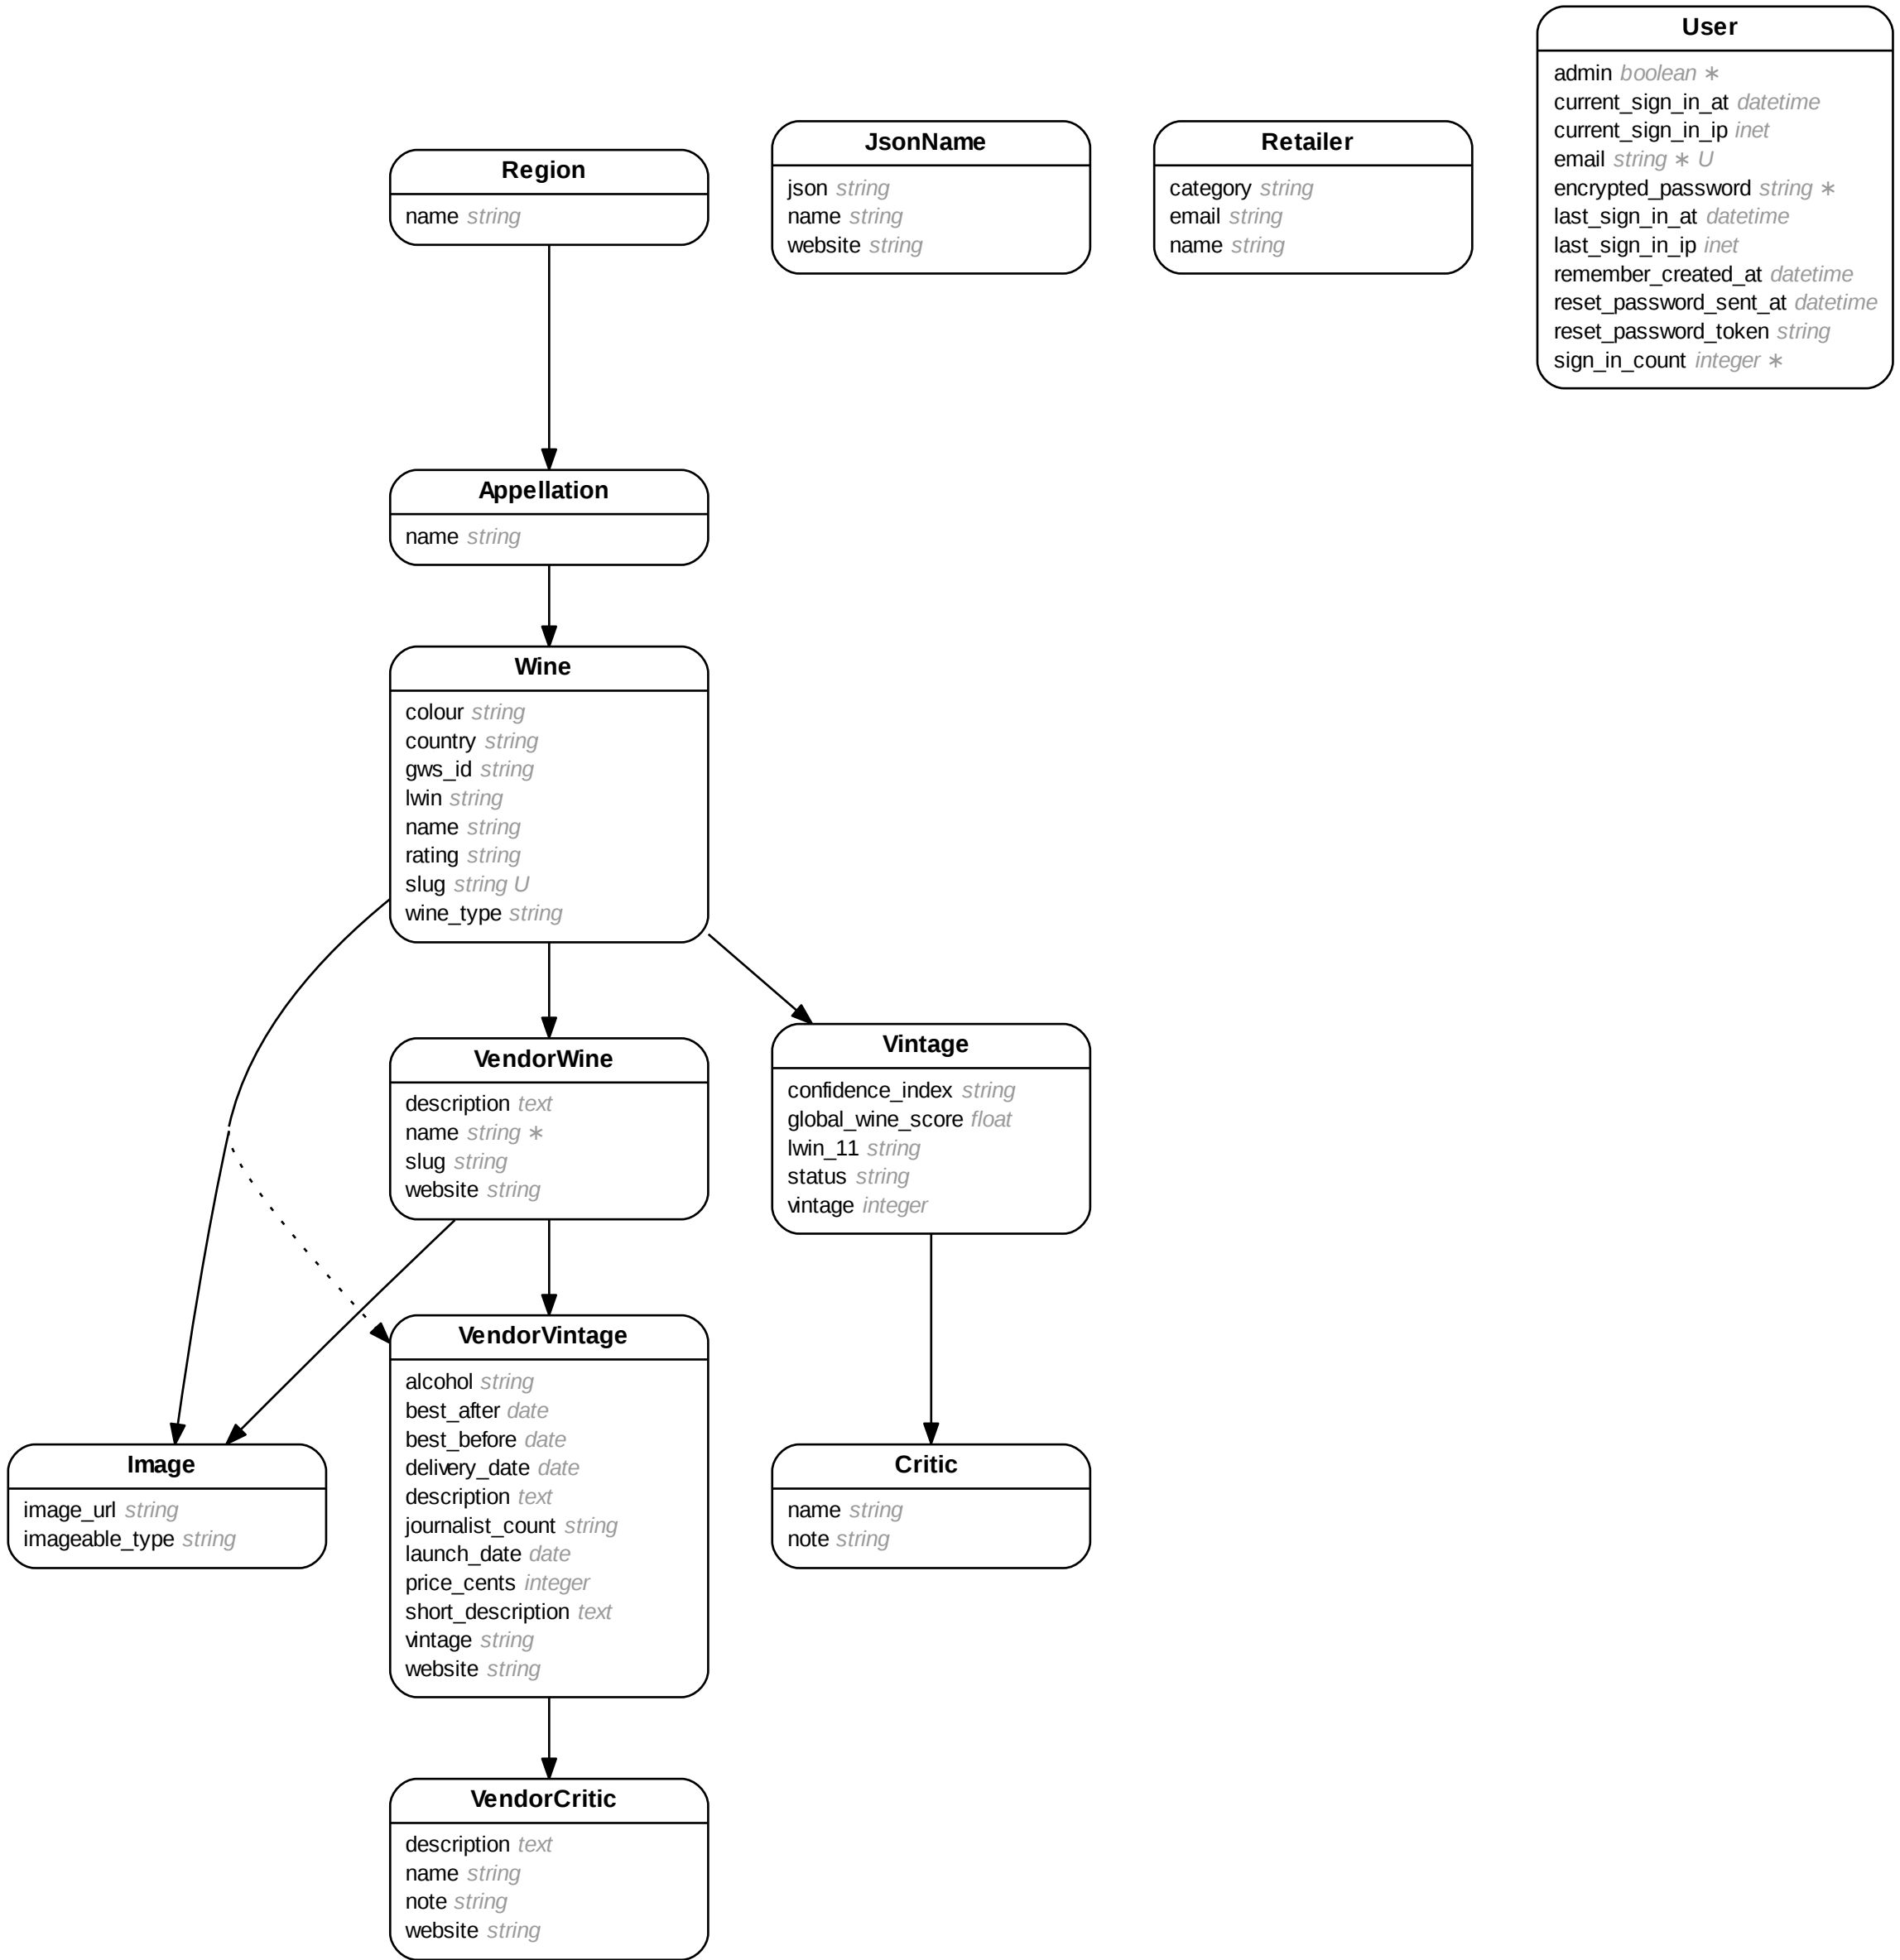 User
admin boolean ∗
current_sign_in_at datetime
current_sign_in_ip inet
email string ∗ U
encrypted_password string ∗
last_sign_in_at datetime
last_sign_in_ip inet
remember_created_at datetime
reset_password_sent_at datetime
reset_password_token string
sign_in_count integer ∗
Region
name string
JsonName
json string
name string
website string
Retailer
category string
email string
name string
Appellation
name string
Wine
colour string
country string
gws_id string
lwin string
name string
rating string
slug string U
wine_type string
VendorWine
description text
name string ∗
slug string
website string
Vintage
confidence_index string
global_wine_score float
lwin_11 string
status string
vintage integer
VendorVintage
alcohol string
best_after date
best_before date
delivery_date date
description text
journalist_count string
launch_date date
price_cents integer
short_description text
vintage string
website string
Image
image_url string
imageable_type string
Critic
name string
note string
VendorCritic
description text
name string
note string
website string